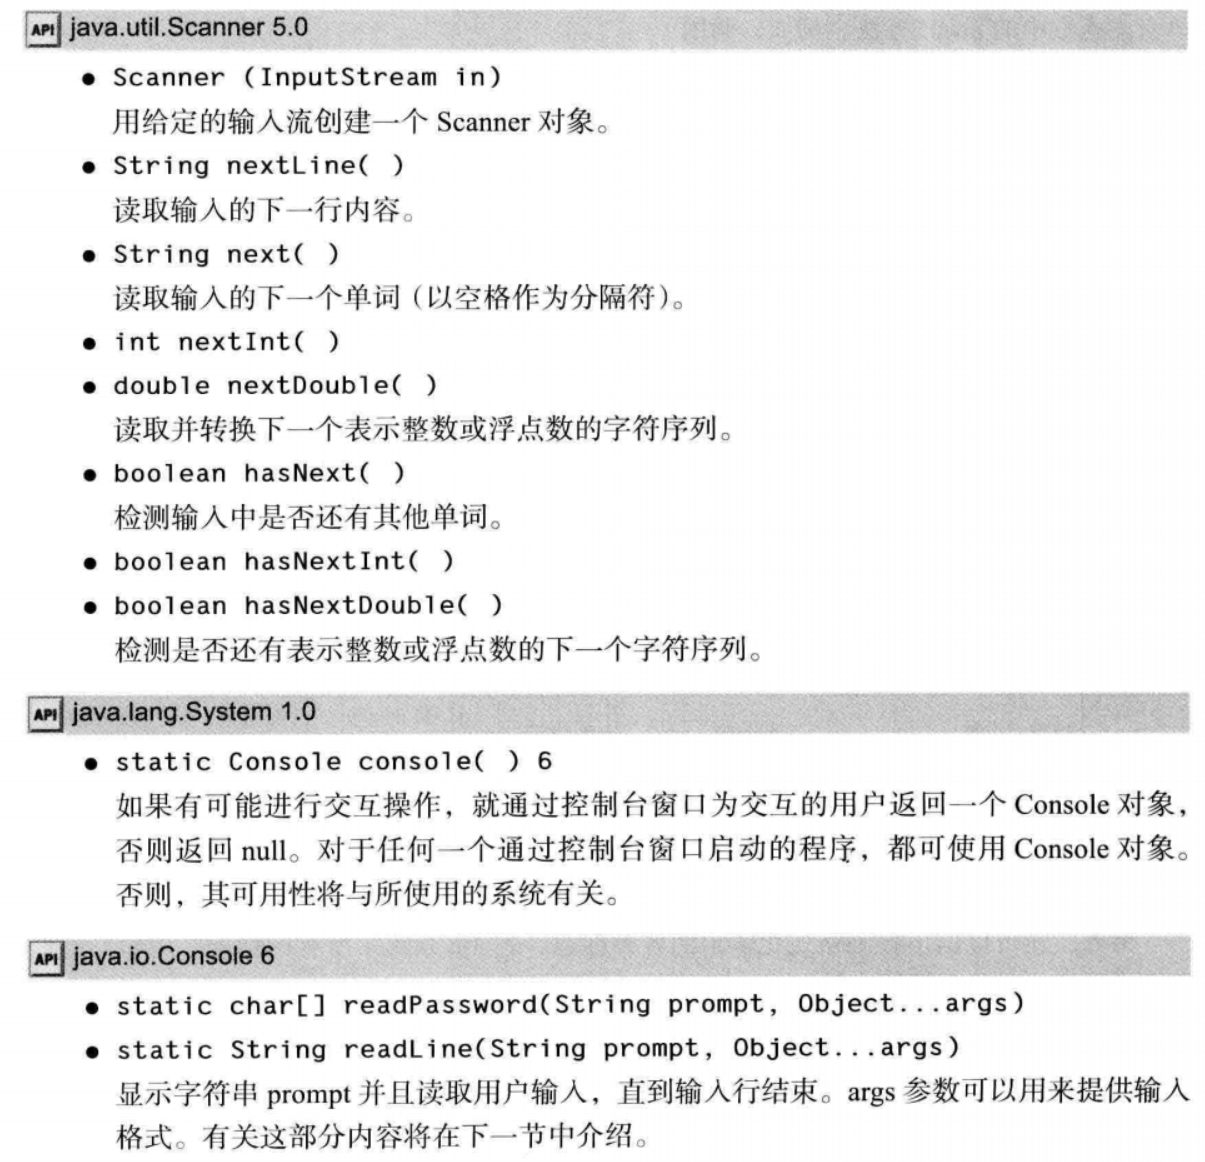 API java.util.Scanner 5.0
● Scanner (InputStream in)
用给定的输入流创建一个 Scanner 对象。
● String nextLine( )
读取输入的下一行内容。
● String next( )
读取输入的下一个单词（以空格作为分隔符）。
● int nextInt( )
● double nextDouble( )
读取并转换下一个表示整数或浮点数的字符序列。
● boolean hasNext( )
检测输入中是否还有其他单词。
● boolean hasNextInt( )
● boolean hasNextDouble( )
检测是否还有表示整数或浮点数的下一个字符序列。
API java.lang.System 1.0
● static Console console( ) 6
如果有可能进行交互操作，就通过控制台窗口为交互的用户返回一个 Console 对象，
否则返回 null。对于任何一个通过控制台窗口启动的程序，都可使用 Console 对象。
否则，其可用性将与所使用的系统有关。
API java.io.Console 6
● static char[] readPassword(String prompt, Object...args)
● static String readLine(String prompt, Object...args)
显示字符串 prompt 并且读取用户输入，直到输入行结束。args 参数可以用来提供输入
格式。有关这部分内容将在下一节中介绍。